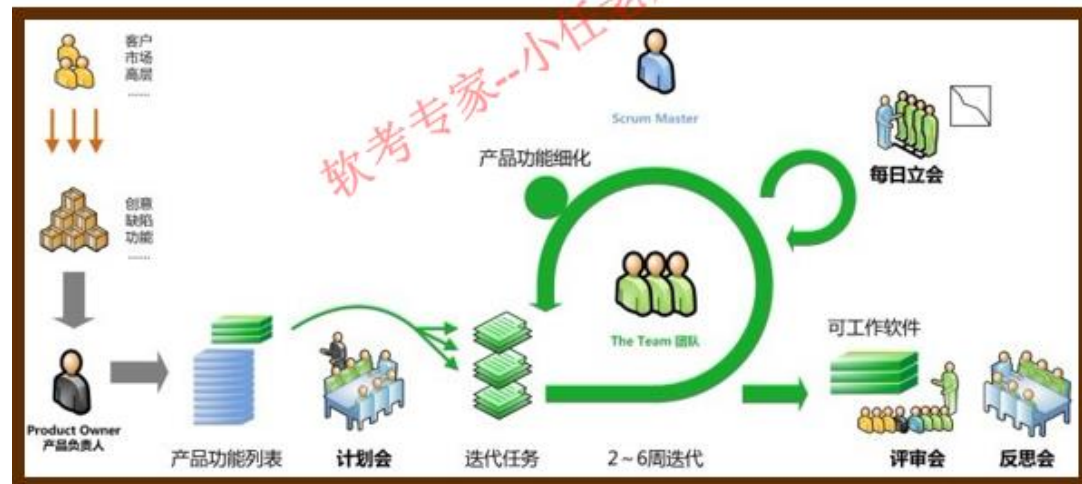 客户
市场
高层
......
创意
缺陷
功能
......
Product Owner
产品负责人
产品功能列表
计划会
迭代任务
2~6周迭代
产品功能细化
Scrum Master
The Team 团队
每日立会
可工作软件
评审会
反思会
软考专家--小任